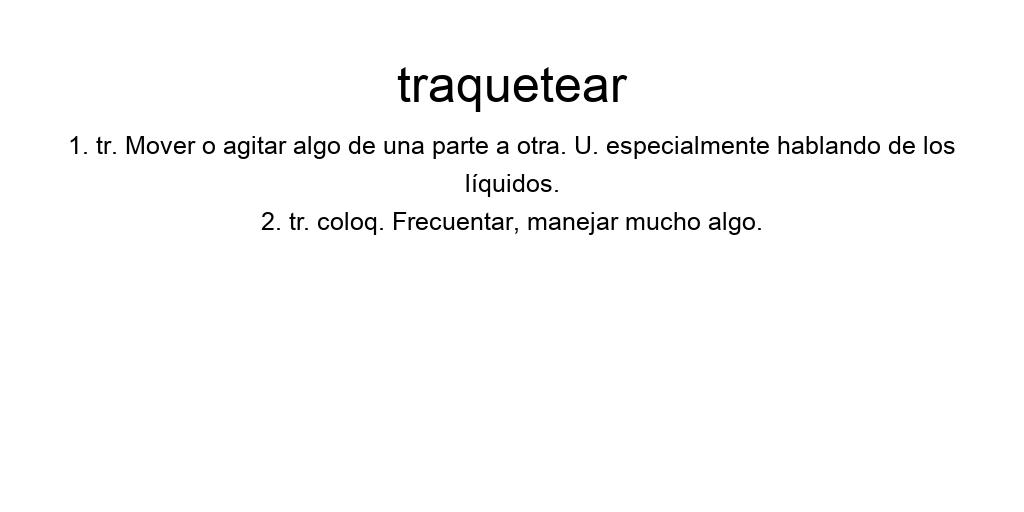 traquetear
1. tr. Mover o agitar algo de una parte a otra. U. especialmente hablando de los
líquidos.
2. tr. coloq. Frecuentar, manejar mucho algo.